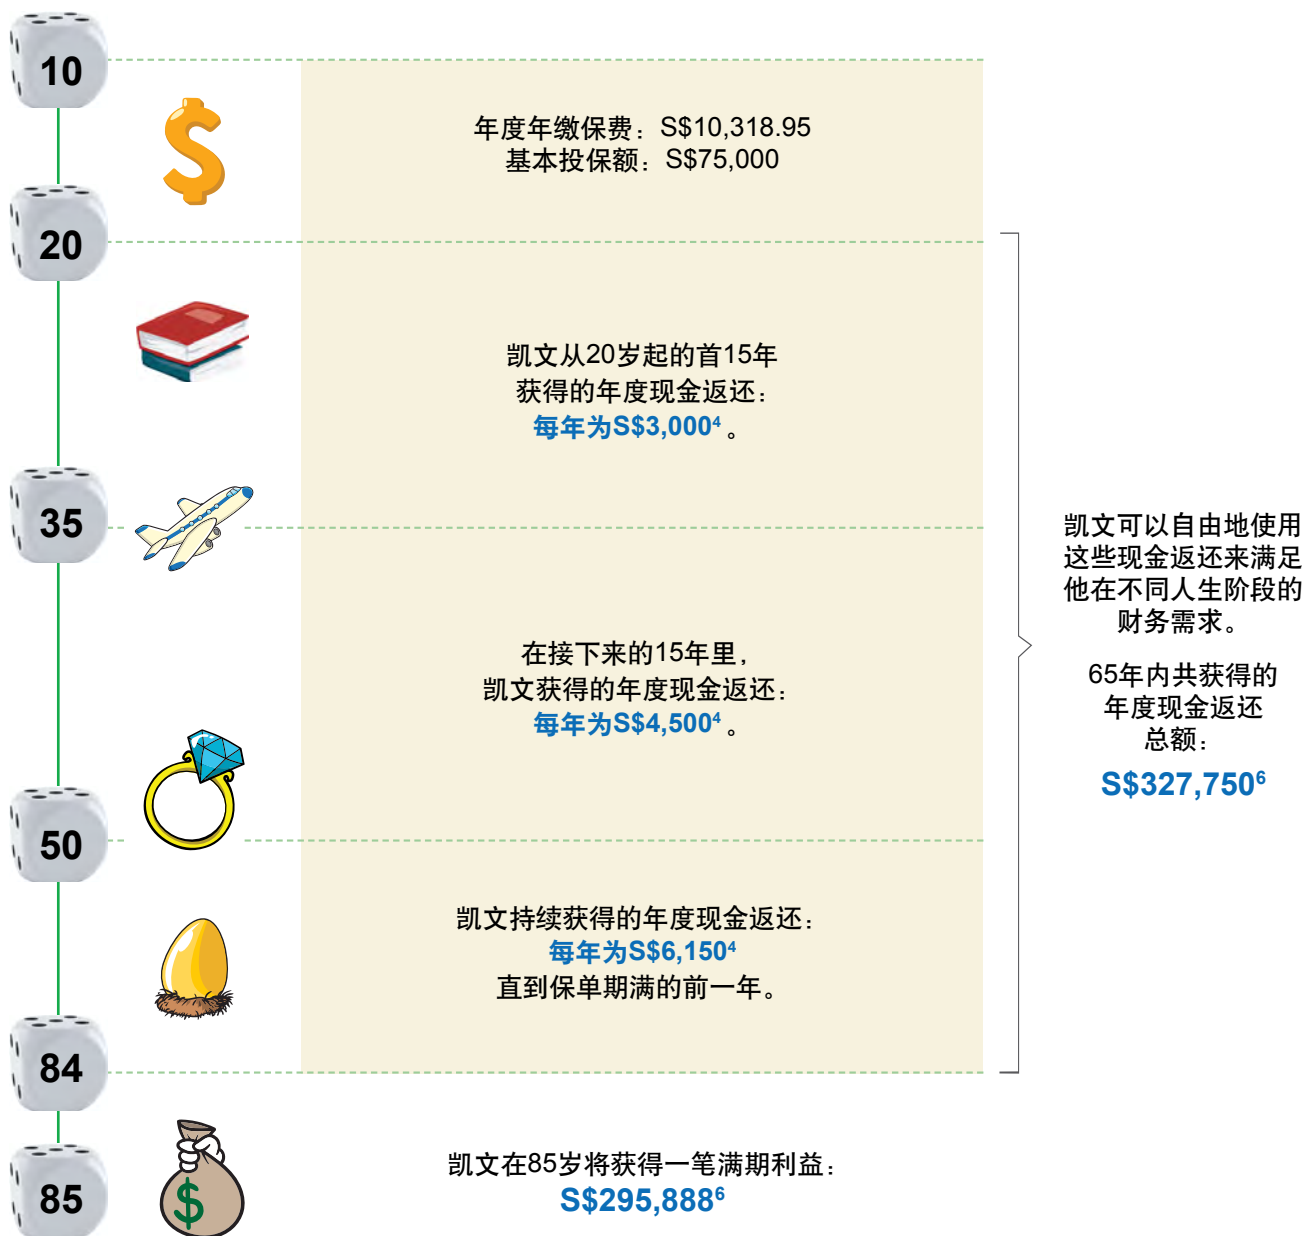 10
年度年缴保费：S$10,318.95
基本投保额：S$75,000
20
凯文从20岁起的首15年
获得的年度现金返还：
每年为S$3,000⁴。
35
在接下来的15年里，
凯文获得的年度现金返还：
每年为S$4,500⁴。
50
凯文持续获得的年度现金返还：
每年为S$6,150⁴
直到保单期满的前一年。
84
凯文可以自由地使用
这些现金返还来满足
他在不同人生阶段的
财务需求。
65年内共获得的
年度现金返还
总额：
S$327,750⁶
85
$
凯文在85岁将获得一笔满期利益：
S$295,888⁶